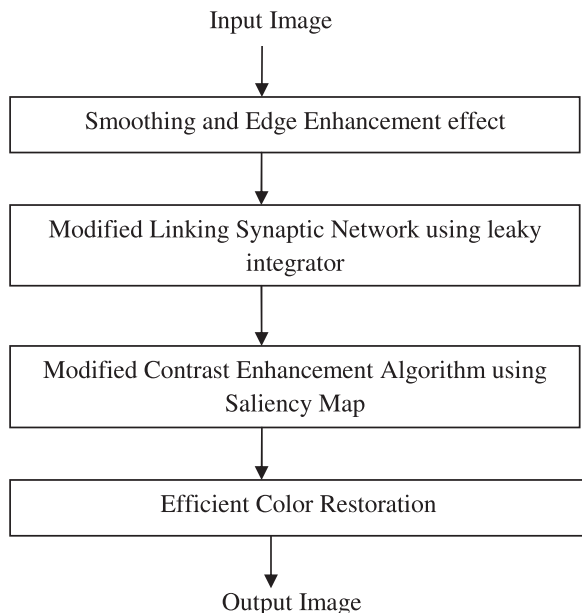 Input Image
Smoothing and Edge Enhancement effect
Modified Linking Synaptic Network using leaky
integrator
Modified Contrast Enhancement Algorithm using
Saliency Map
Efficient Color Restoration
Output Image